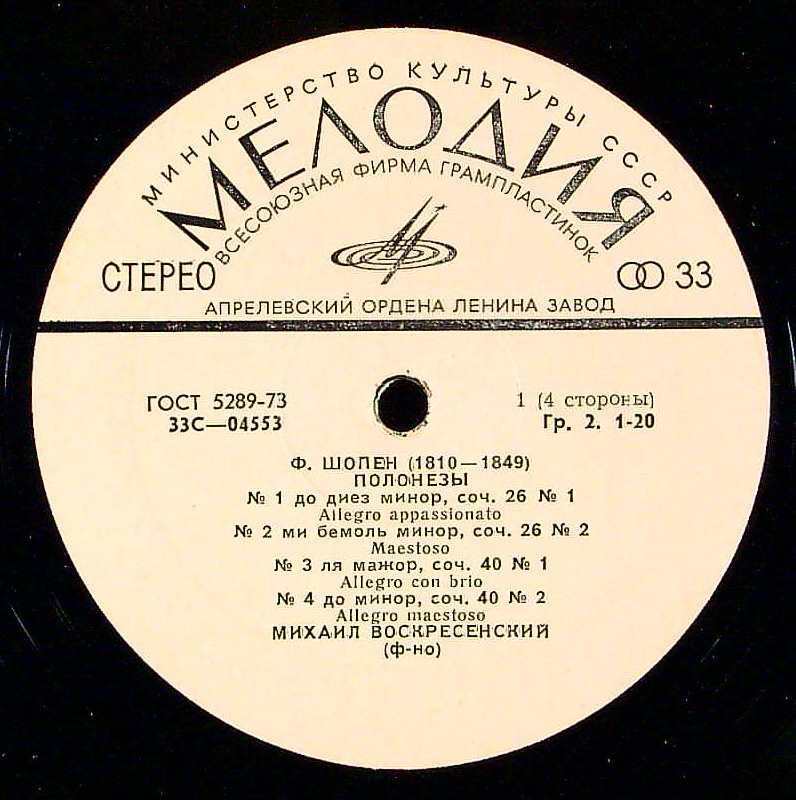 МИНИСТЕРСТВО КУЛЬТУРЫ СССР
МЕЛОДИЯ
ВСЕСОЮЗНАЯ ФИРМА ГРАМПЛАСТИНОК
СТЕРЕО
33
АПРЕЛЕВСКИЙ ОРДЕНА ЛЕНИНА ЗАВОД
ГОСТ 5289-73
1 (4 стороны)
33С—04553
Гр. 2. 1-20
Ф. ШОПЕН (1810—1849)
ПОЛОНЕЗЫ
№ 1 до диез минор, соч. 26 № 1
Allegro appassionato
№ 2 ми бемоль минор, соч. 26 № 2
Maestoso
№ 3 ля мажор, соч. 40 № 1
Allegro con brio
№ 4 до минор, соч. 40 № 2
Allegro maestoso
МИХАИЛ ВОСКРЕСЕНСКИЙ
(ф-но)